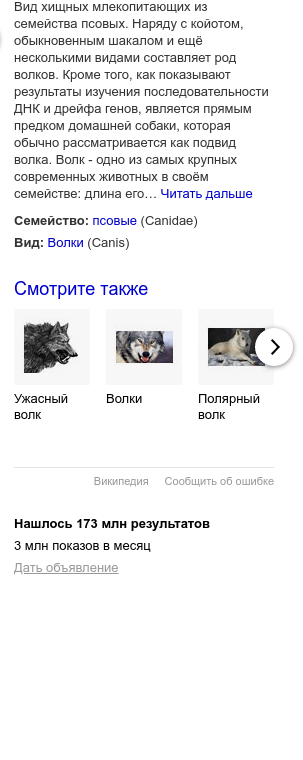 Вид хищных млекопитающих из
семейства псовых. Наряду с койотом,
обыкновенным шакалом и ещё
несколькими видами составляет род
волков. Кроме того, как показывают
результаты изучения последовательности
ДНК и дрейфа генов, является прямым
предком домашней собаки, которая
обычно рассматривается как подвид
волка. Волк - одно из самых крупных
современных животных в своём
семействе: длина его… Читать дальше
Семейство: псовые (Canidae)
Вид: Волки (Canis)
Смотрите также
Ужасный
волк
Волки
Полярный
волк
Википедия Сообщить об ошибке
Нашлось 173 млн результатов
3 млн показов в месяц
Дать объявление